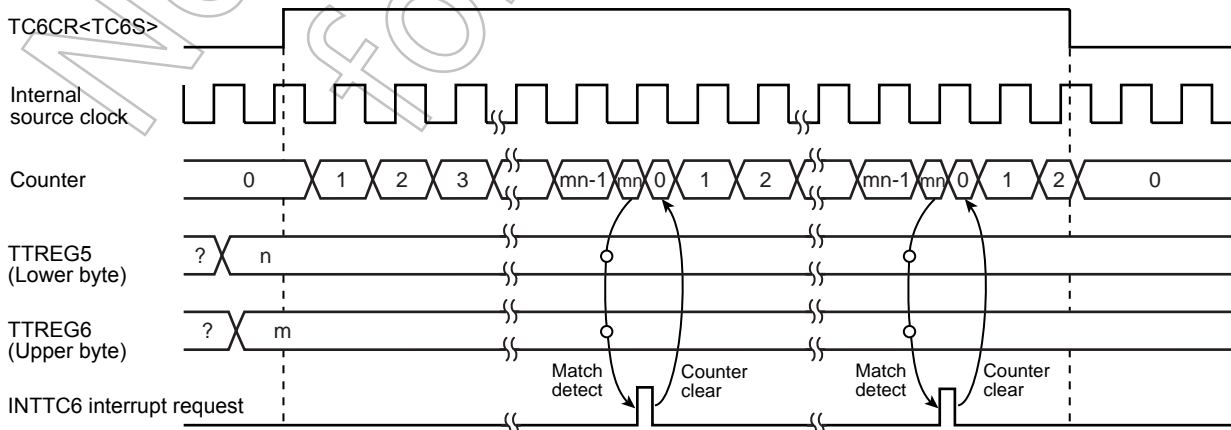 TC6CR<TC6S>
Internal
source clock
Counter
0 1 2 3 mn-1 mn 0 1 2 mn-1 mn 0 1 2 0
TTREG5
(Lower byte)
? n
TTREG6
(Upper byte)
? m
Match
detect
Counter
clear
Match
detect
Counter
clear
INTTC6 interrupt request